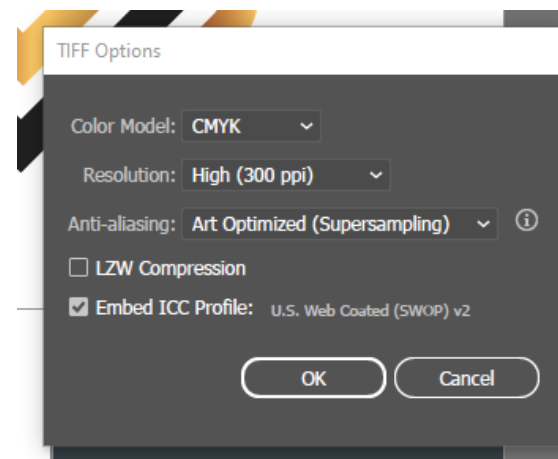 TIFF Options
Color Model: CMYK
Resolution: High (300 ppi)
Anti-aliasing: Art Optimized (Supersampling)
LZW Compression
Embed ICC Profile: U.S. Web Coated (SWOP) v2
OK Cancel